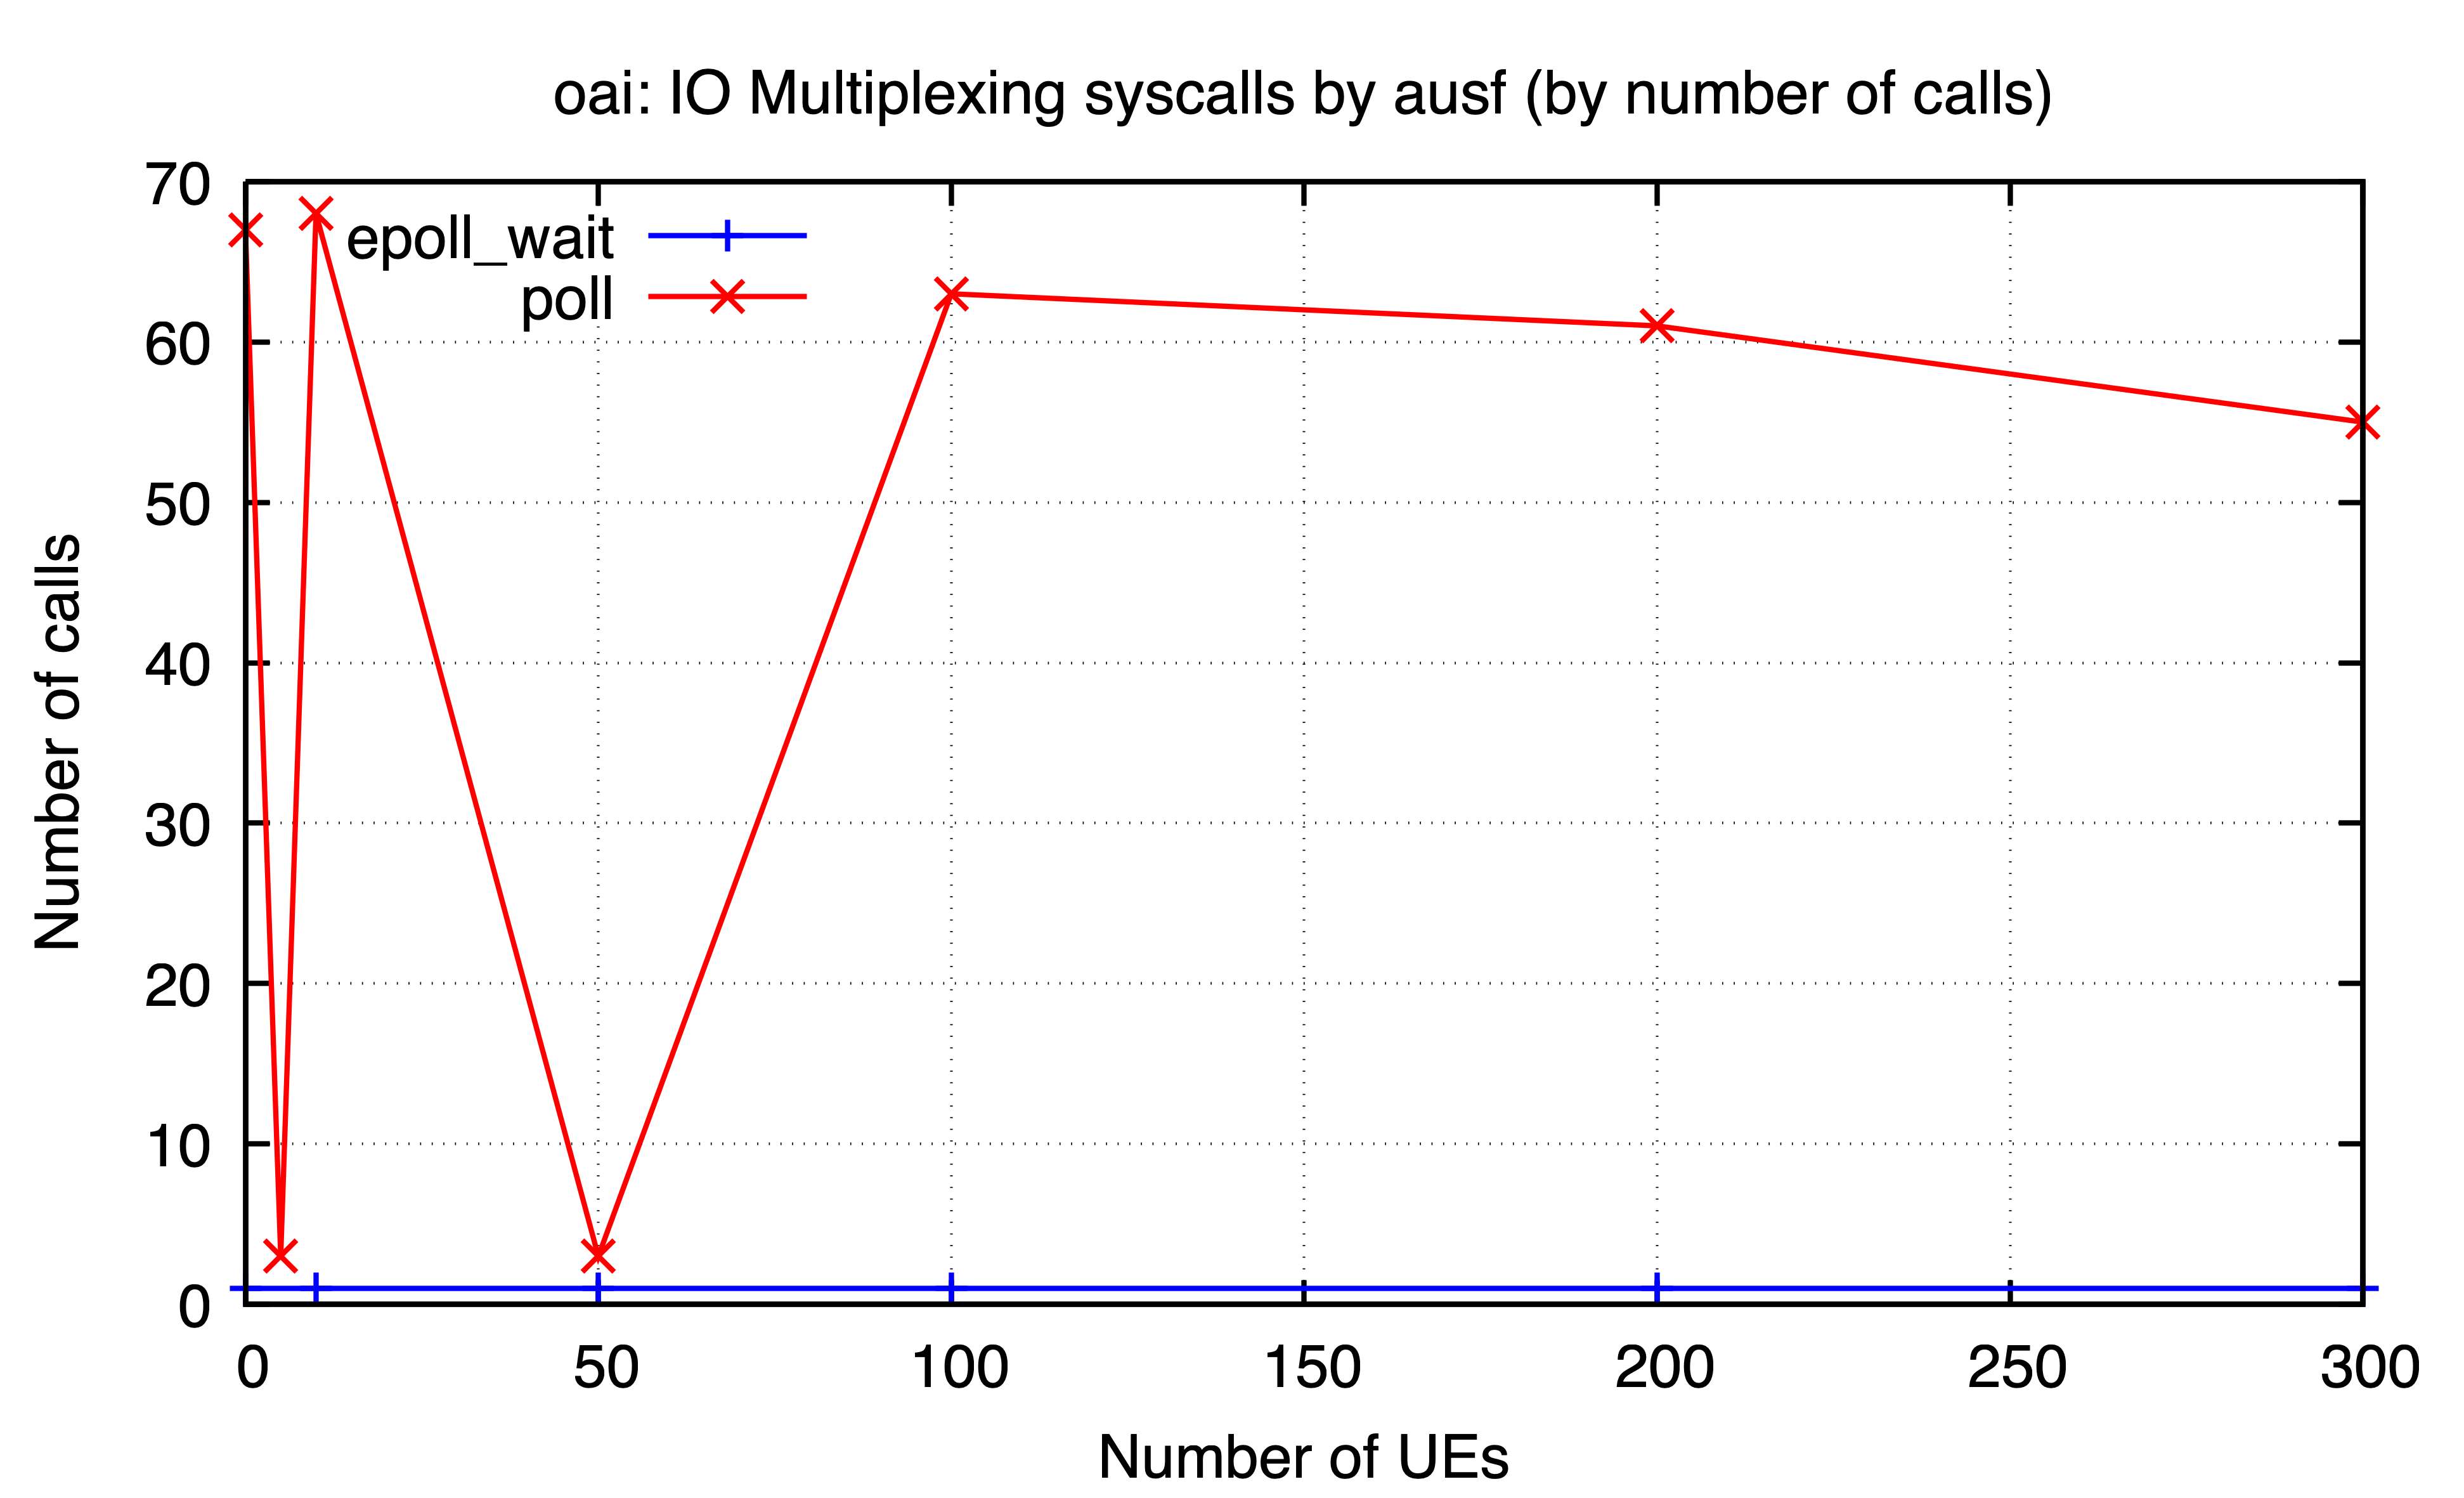 oai: IO Multiplexing syscalls by ausf (by number of calls)
70
60
50
40
30
20
10
0
epoll_wait
poll
Number of calls
0 50 100 150 200 250 300
Number of UEs